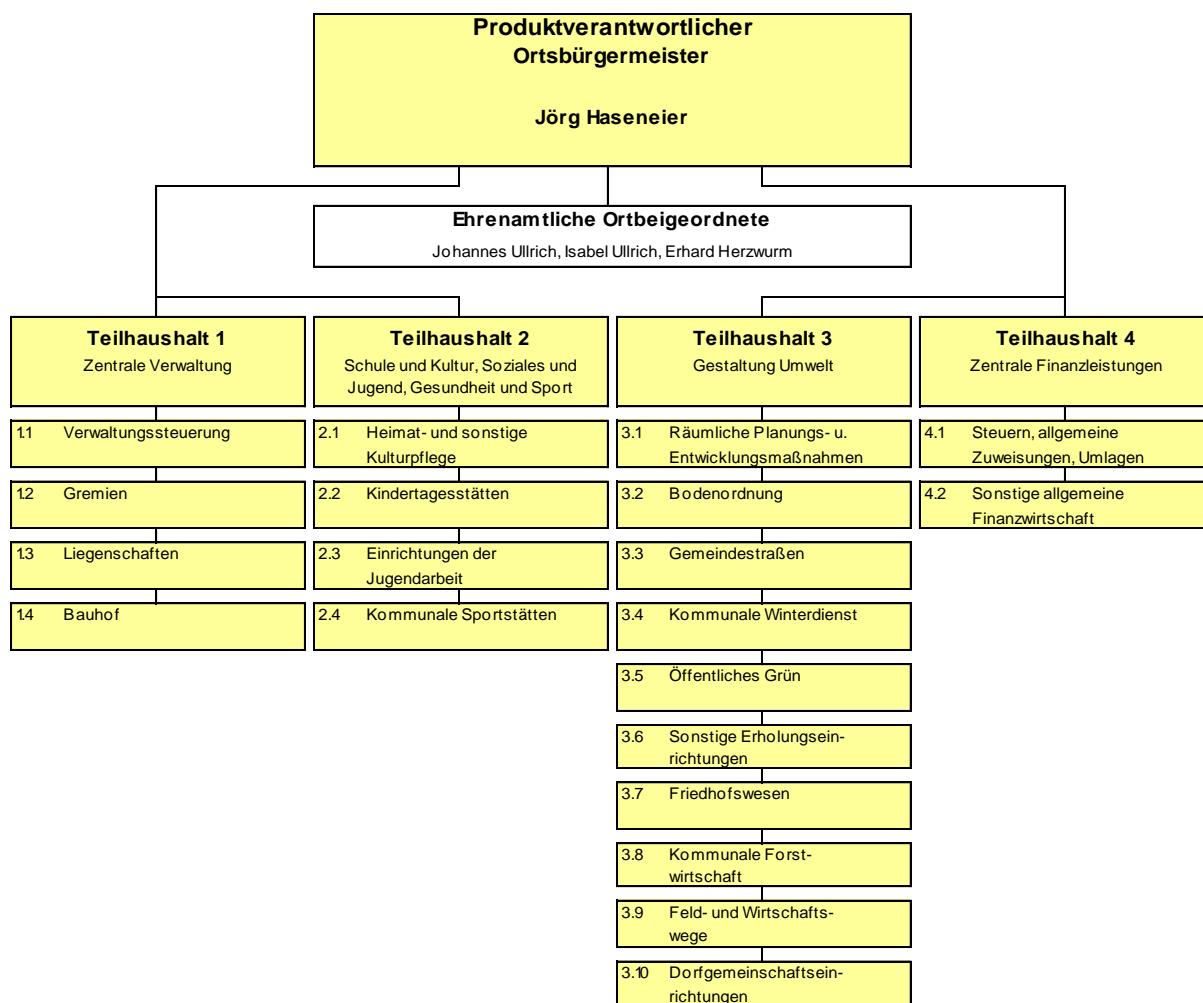 Produktverantwortlicher
Ortsbürgermeister
Jörg Haseneier
Ehrenamtliche Ortbeigeordnete
Johannes Ullrich, Isabel Ullrich, Erhard Herzwurm
Teilhaushalt 1
Zentrale Verwaltung
1.1 Verwaltungssteuerung
1.2 Gremien
1.3 Liegenschaften
1.4 Bauhof
Teilhaushalt 2
Schule und Kultur, Soziales und
Jugend, Gesundheit und Sport
2.1 Heimat- und sonstige
Kulturpflege
2.2 Kindertagesstätten
2.3 Einrichtungen der
Jugendarbeit
2.4 Kommunale Sportstätten
Teilhaushalt 3
Gestaltung Umwelt
3.1 Räumliche Planungs- u.
Entwicklungsmaßnahmen
3.2 Bodenordnung
3.3 Gemeindestraßen
3.4 Kommunale Winterdienst
3.5 Öffentliches Grün
3.6 Sonstige Erholungsein-
richtungen
3.7 Friedhofswesen
3.8 Kommunale Forst-
wirtschaft
3.9 Feld- und Wirtschafts-
wege
3.10 Dorfgemeinschaftsein-
richtungen
Teilhaushalt 4
Zentrale Finanzleistungen
4.1 Steuern, allgemeine
Zuweisungen, Umlagen
4.2 Sonstige allgemeine
Finanzwirtschaft